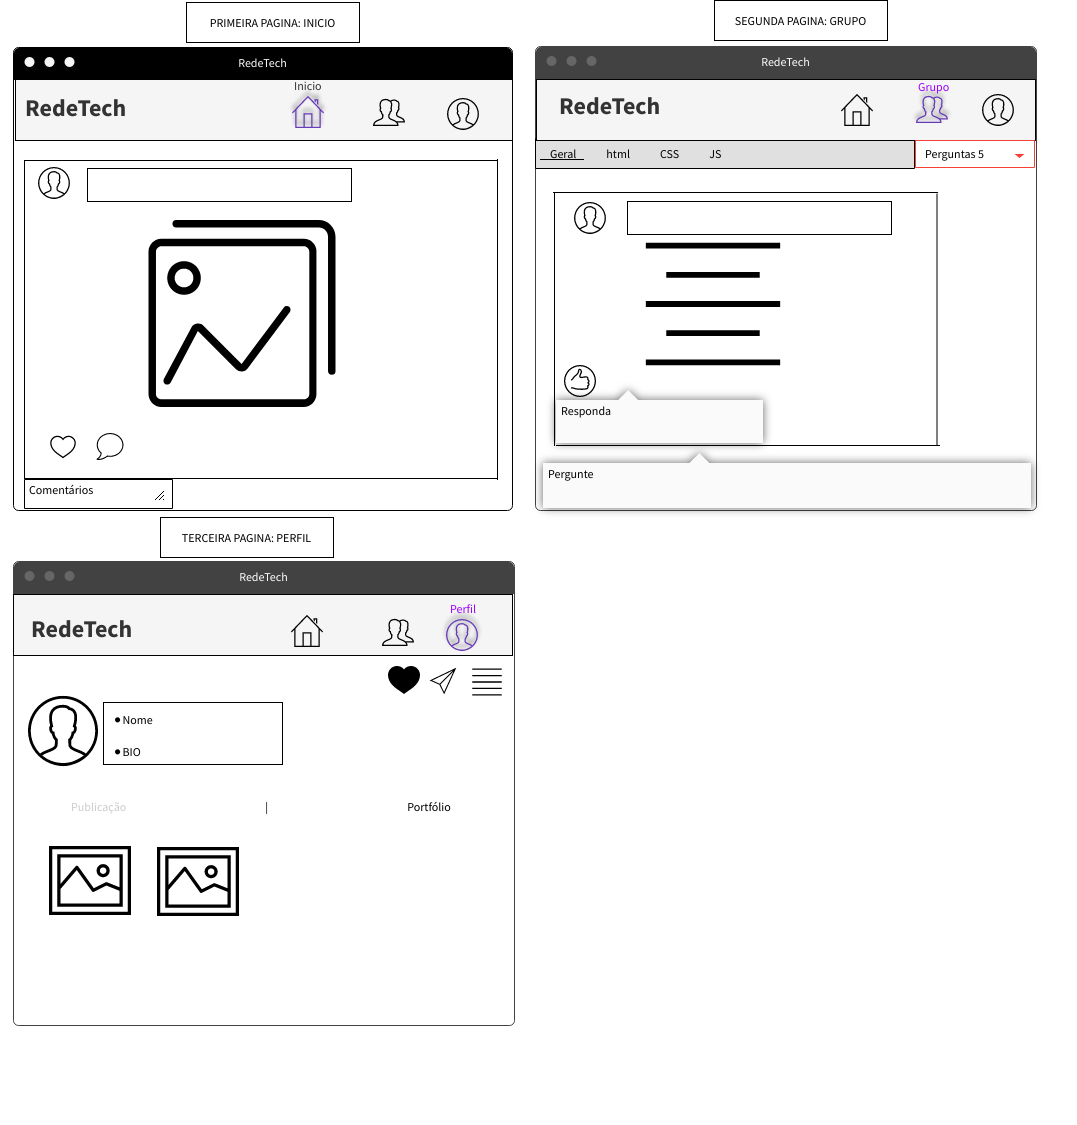 PRIMEIRA PAGINA: INICIO
RedeTech
Inicio
RedeTech
Comentários
SEGUNDA PAGINA: GRUPO
RedeTech
Grupo
RedeTech
Geral html CSS JS Perguntas 5
Responda
Pergunte
TERCEIRA PAGINA: PERFIL
RedeTech
Perfil
RedeTech
Nome
BIO
Publicação | Portfólio